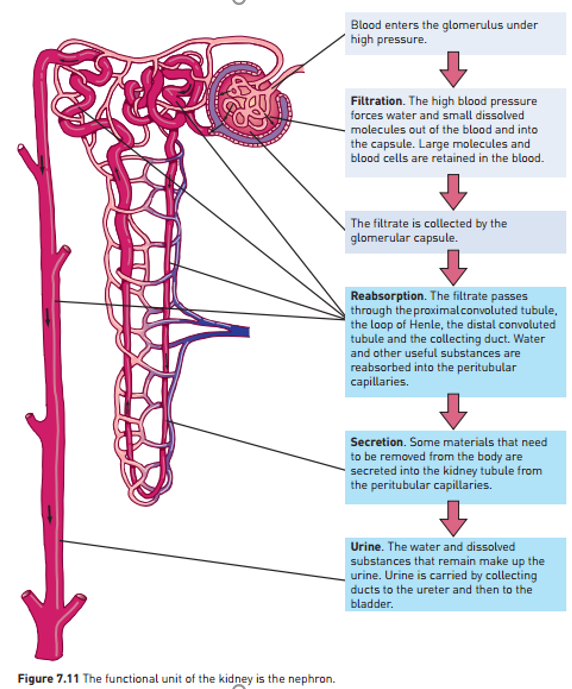 Blood enters the glomerulus under
high pressure.
Filtration. The high blood pressure
forces water and small dissolved
molecules out of the blood and into
the capsule. Large molecules and
blood cells are retained in the blood.
The filtrate is collected by the
glomerular capsule.
Reabsorption. The filtrate passes
through the proximal convoluted tubule,
the loop of Henle, the distal convoluted
tubule and the collecting duct. Water
and other useful substances are
reabsorbed into the peritubular
capillaries.
Secretion. Some materials that need
to be removed from the body are
secreted into the kidney tubule from
the peritubular capillaries.
Urine. The water and dissolved
substances that remain make up the
urine. Urine is carried by collecting
ducts to the ureter and then to the
bladder.
Figure 7.11 The functional unit of the kidney is the nephron.